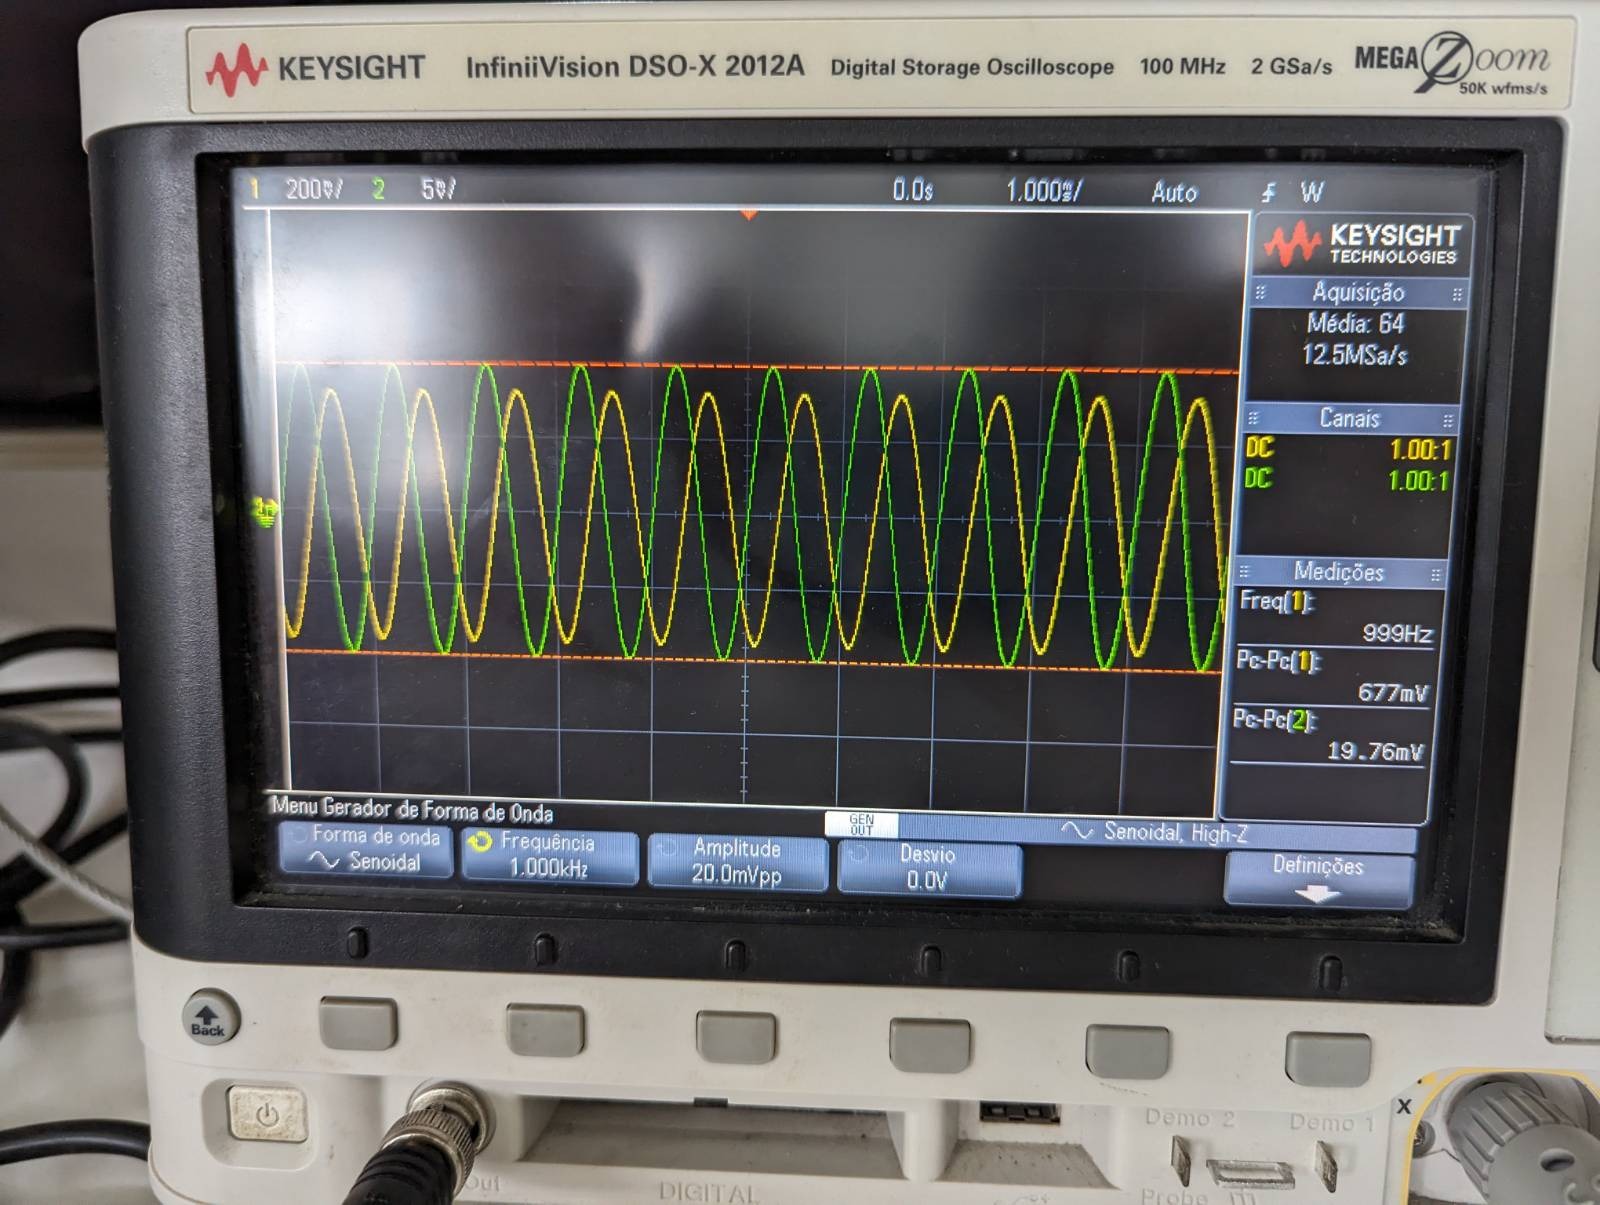 KEYSIGHT InfiniiVision DSO-X 2012A Digital Storage Oscilloscope 100 MHz 2 GSa/s MEGA Zoom
50K wfms/s
1 200mV/ 2 5mV/ 0.0s 1.000ms/ Auto W
KEYSIGHT
TECHNOLOGIES
Aquisição
Média: 64
12.5MSa/s
Canais
DC 1.00:1
DC 1.00:1
Medições
Freq(1):
999Hz
Pc-Pc(1):
677mV
Pc-Pc(2):
19.76mV
Menu Gerador de Forma de Onda
GEN
OUT
Senoidal, High-Z
Forma de onda
Senoidal
Frequência
1.000kHz
Amplitude
20.0mVpp
Desvio
0.0V
Definições
Back
X
Demo 2
Demo 1
Out
DIGITAL
Probe